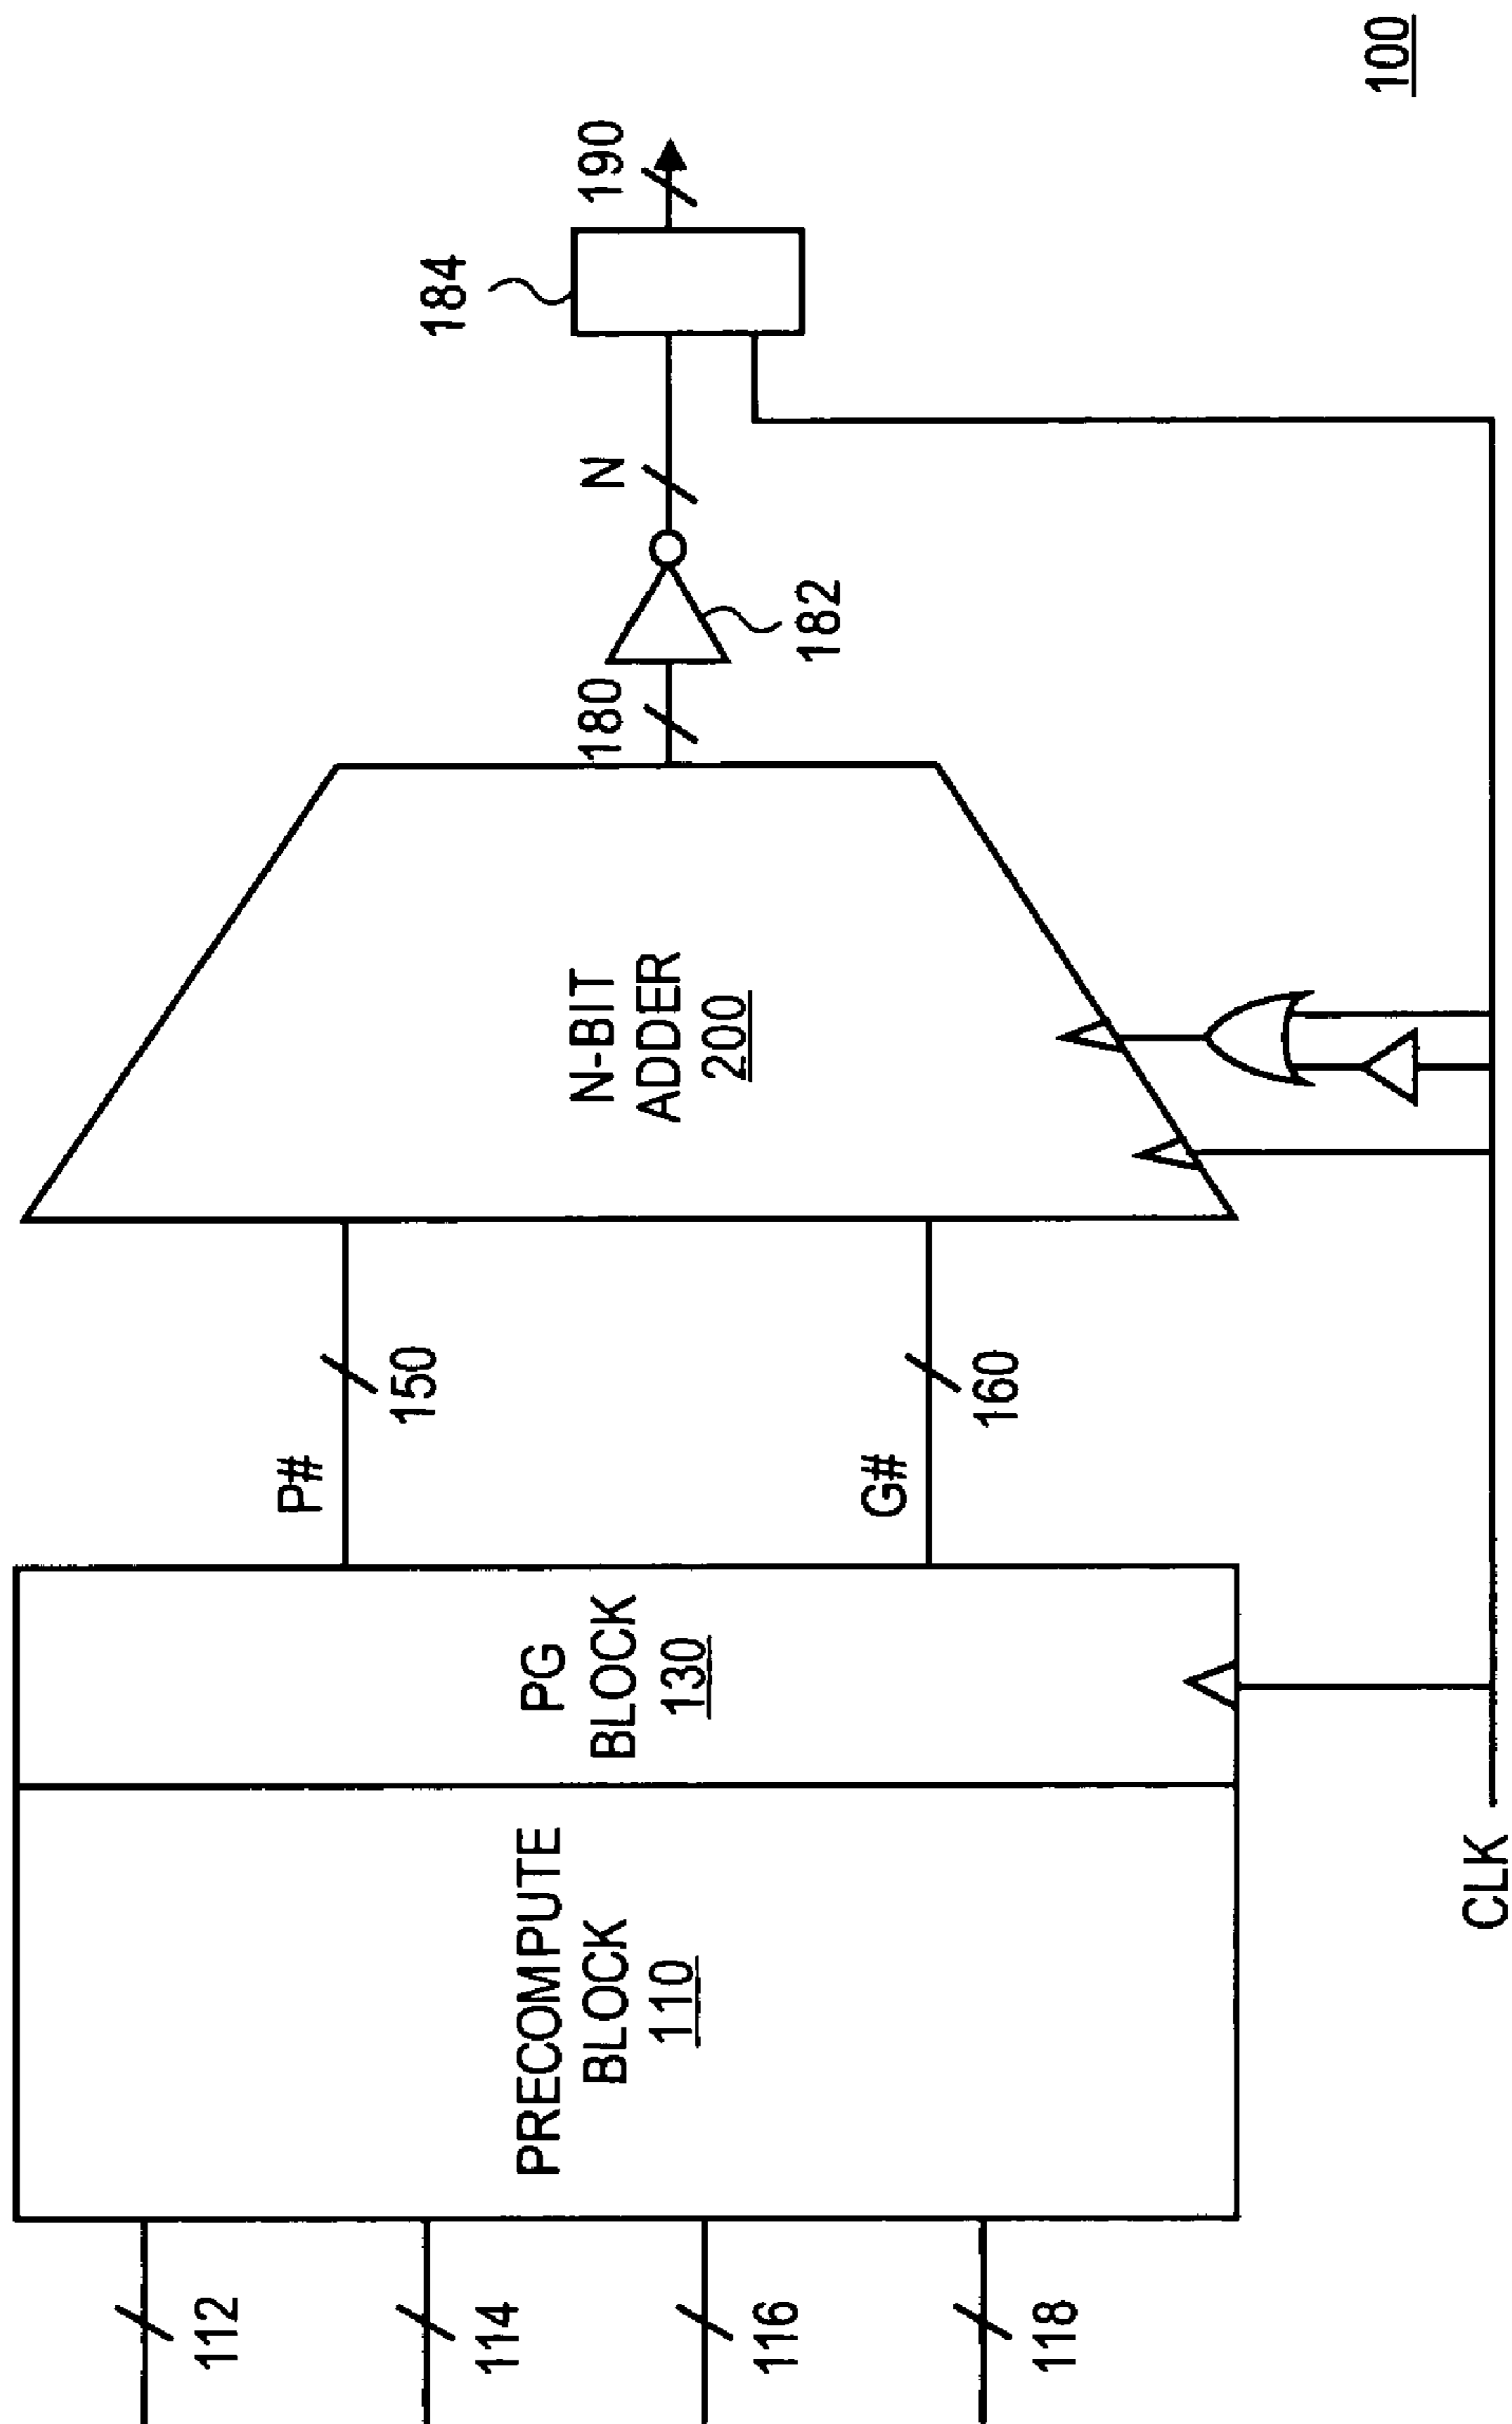 112
114
116
118
PRECOMPUTE
BLOCK
110
PG
BLOCK
130
P#
150
G#
160
N-BIT
ADDER
200
180
182
N
184
190
CLK
100